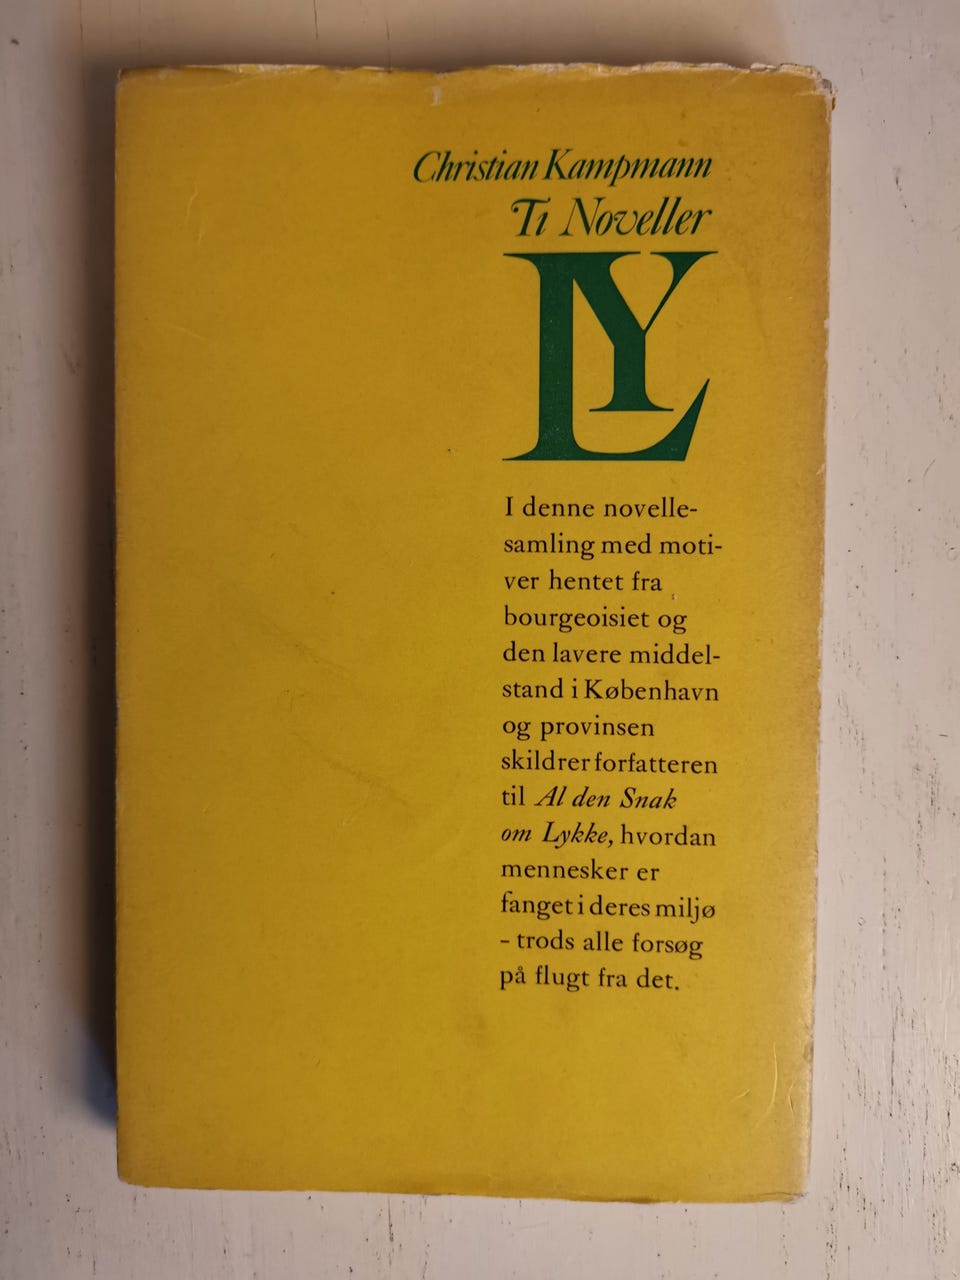 Christian Kampmann
Ti Noveller
LY
I denne novelle-
samling med moti-
ver hentet fra
bourgeoisiet og
den lavere middel-
stand i København
og provinsen
skildrer forfatteren
til Al den Snak
om Lykke, hvordan
mennesker er
fanget i deres miljø
- trods alle forsøg
på flugt fra det.